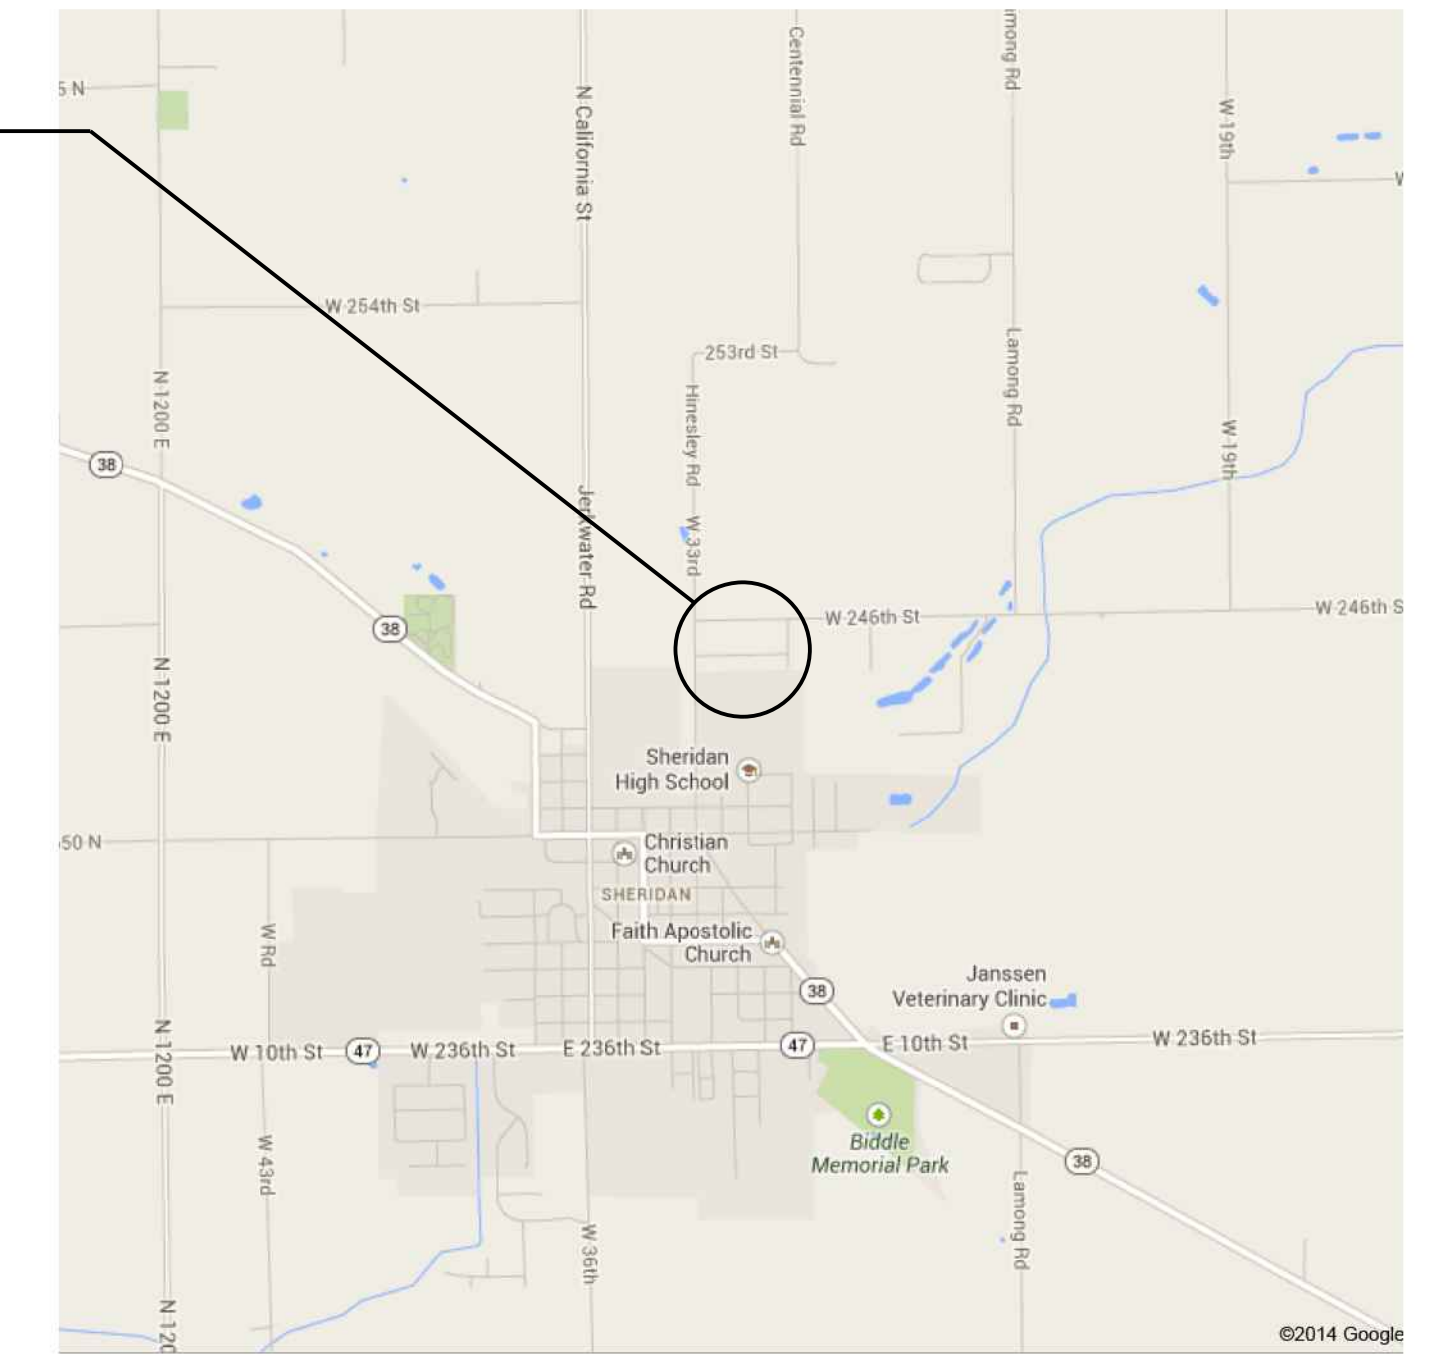 Centennial Rd
mong Rd
5 N
N California St
W 19th
W 254th St
253rd St
Lamong Rd
N 1200 E
Hinesley Rd
W 19th
38
Jerkwater Rd
W 33rd
W 246th St
W 246th S
38
N 1200 E
Sheridan
High School
50 N
Christian
Church
SHERIDAN
Faith Apostolic
Church
W Rd
38
Janssen
Veterinary Clinic
N 1200 E
W 10th St
47
W 236th St
E 236th St
47
E 10th St
W 236th St
Biddle
Memorial Park
W 43rd
38
Lamong Rd
W 36th
N 120
©2014 Google